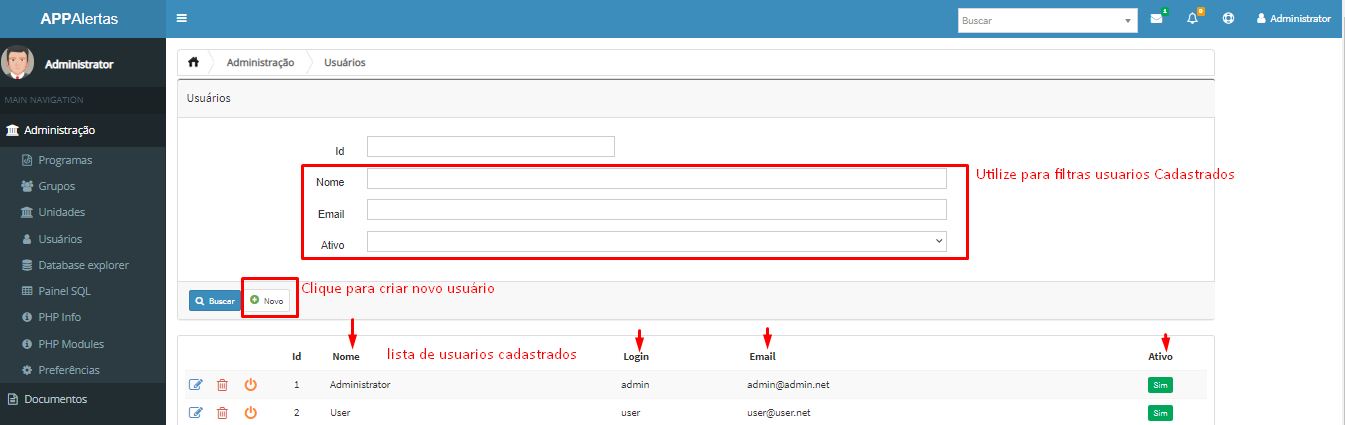 APPAlertas
Buscar
1
0
Administrator
Administrator
MAIN NAVIGATION
Administração
Programas
Grupos
Unidades
Usuários
Database explorer
Painel SQL
PHP Info
PHP Modules
Preferências
Documentos
Administração
Usuários
Usuários
Id
Nome
Email
Ativo
Utilize para filtras usuarios Cadastrados
Buscar
Novo
Clique para criar novo usuário
lista de usuarios cadastrados
Id Nome Login Email Ativo
1 Administrator admin admin@admin.net Sim
2 User user user@user.net Sim